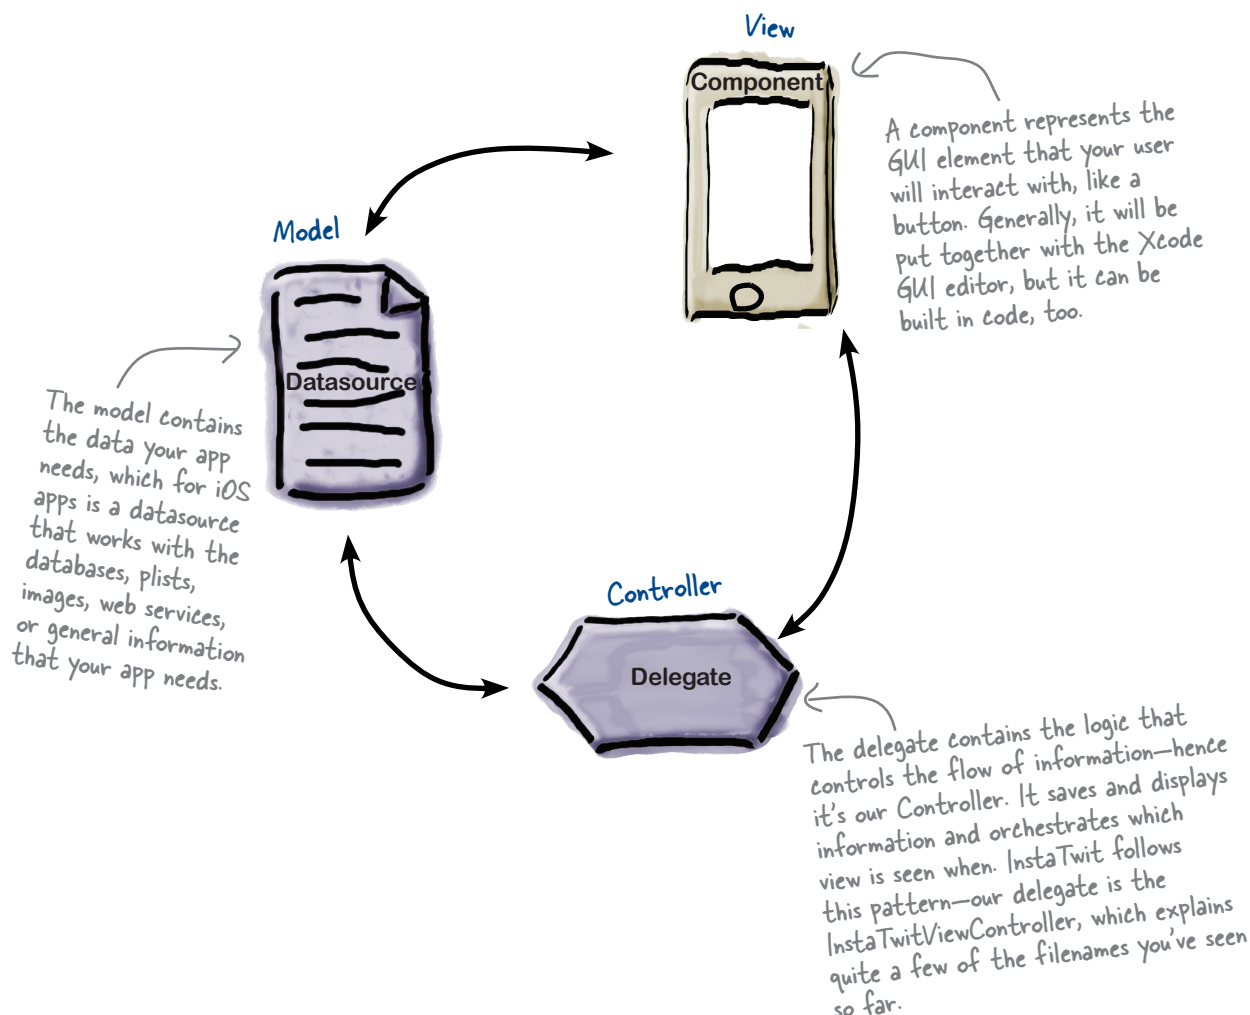 View
Component
A component represents the
GUI element that your user
will interact with, like a
button. Generally, it will be
put together with the Xcode
GUI editor, but it can be
built in code, too.
Model
Datasource
The model contains
the data your app
needs, which for iOS
apps is a datasource
that works with the
databases, plists,
images, web services,
or general information
that your app needs.
Controller
Delegate
The delegate contains the logic that
controls the flow of information—hence
it's our Controller. It saves and displays
information and orchestrates which
view is seen when. InstaTwit follows
this pattern—our delegate is the
InstaTwitViewController, which explains
quite a few of the filenames you've seen
so far.